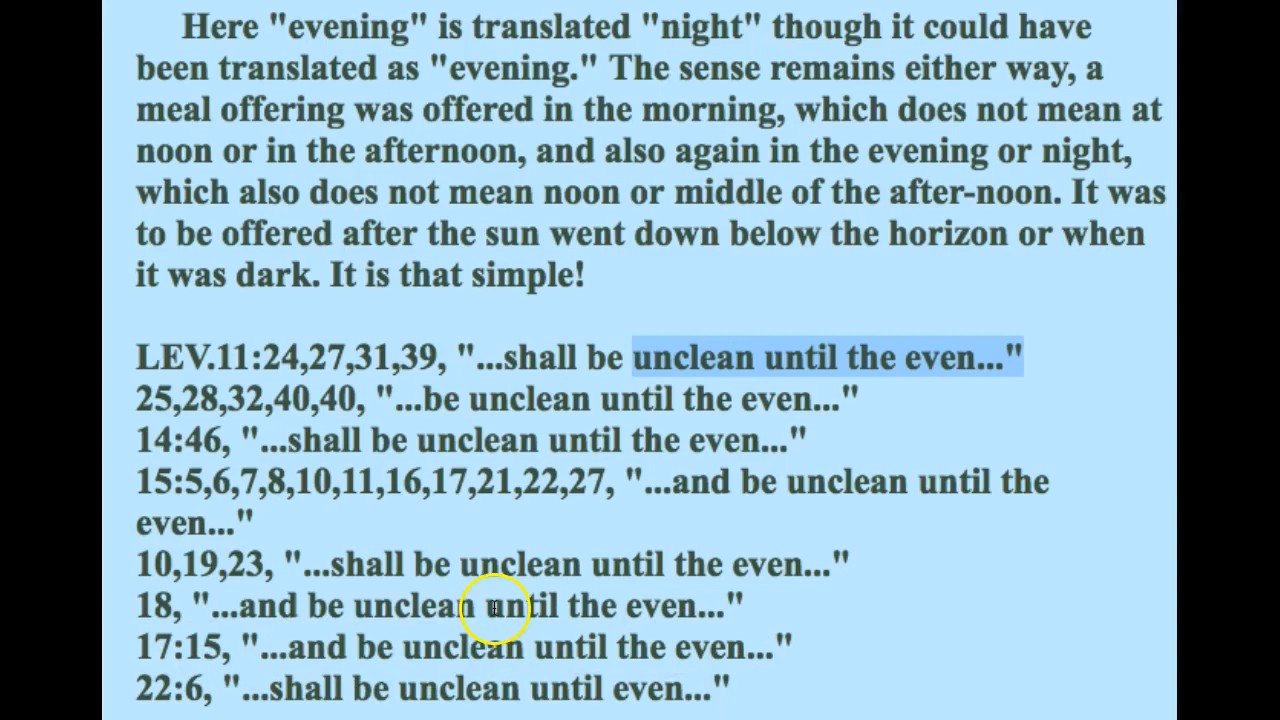 Here "evening" is translated "night" though it could have
been translated as "evening." The sense remains either way, a
meal offering was offered in the morning, which does not mean at
noon or in the afternoon, and also again in the evening or night,
which also does not mean noon or middle of the after-noon. It was
to be offered after the sun went down below the horizon or when
it was dark. It is that simple!
LEV.11:24,27,31,39, "...shall be unclean until the even..."
25,28,32,40,40, "...be unclean until the even..."
14:46, "...shall be unclean until the even..."
15:5,6,7,8,10,11,16,17,21,22,27, "...and be unclean until the
even..."
10,19,23, "...shall be unclean until the even..."
18, "...and be unclean until the even..."
17:15, "...and be unclean until the even..."
22:6, "...shall be unclean until even..."